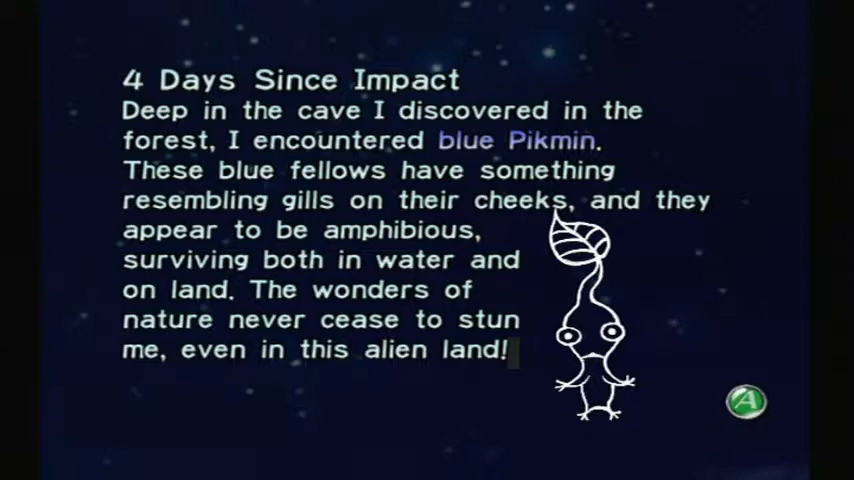 4 Days Since Impact
Deep in the cave I discovered in the
forest, I encountered blue Pikmin.
These blue fellows have something
resembling gills on their cheeks, and they
appear to be amphibious,
surviving both in water and
on land. The wonders of
nature never cease to stun
me, even in this alien land!
A